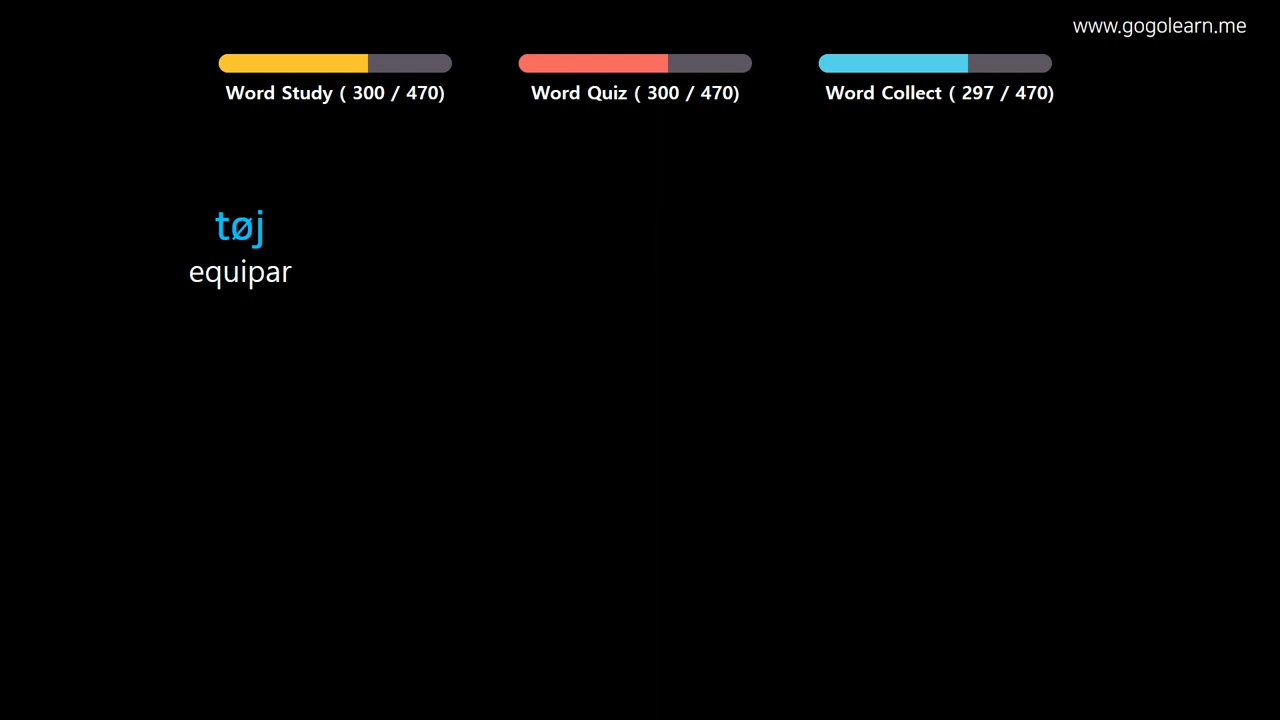 www.gogolearn.me
Word Study ( 300 / 470)
Word Quiz ( 300 / 470)
Word Collect ( 297 / 470)
tøj
equipar